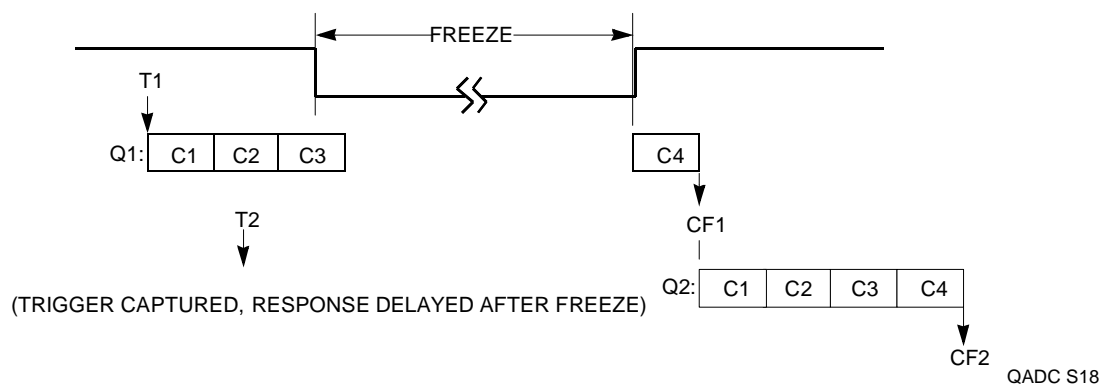 FREEZE
T1
Q1: C1 C2 C3 C4
T2
CF1
Q2: C1 C2 C3 C4
(TRIGGER CAPTURED, RESPONSE DELAYED AFTER FREEZE)
CF2
QADC S18